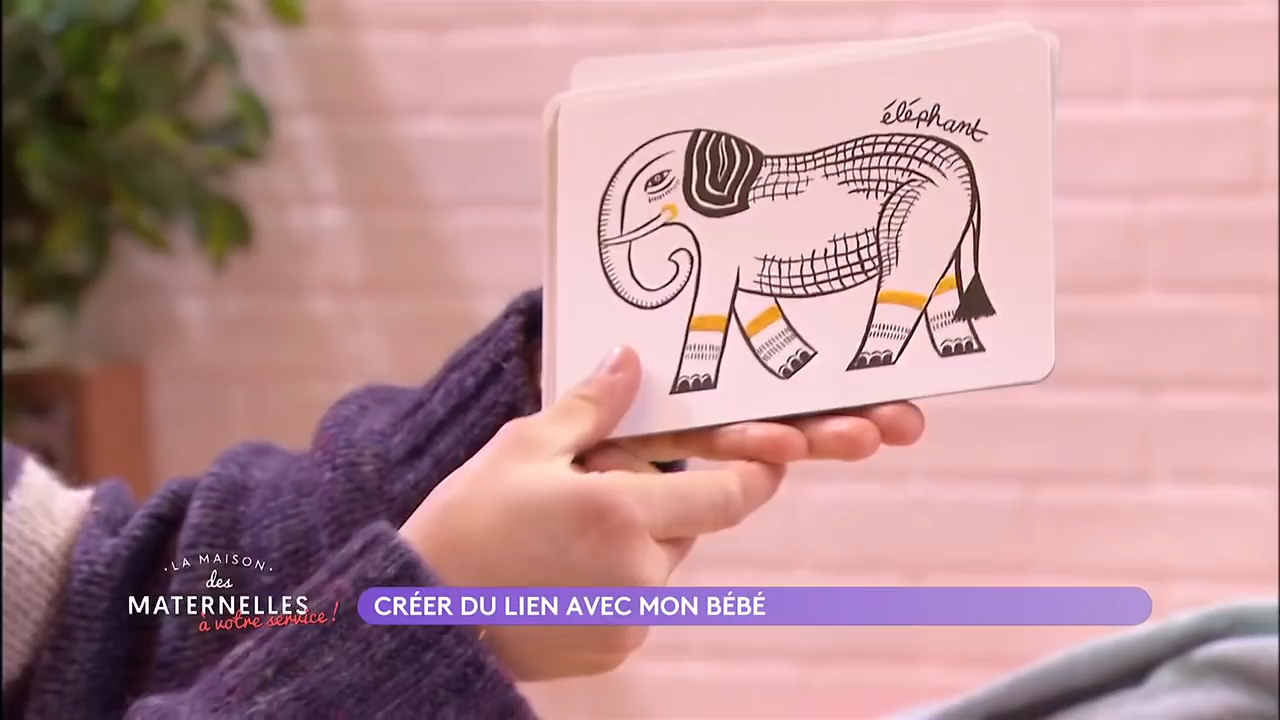 éléphant
·LA MAISON·
des
MATERNELLES
à votre service !
CRÉER DU LIEN AVEC MON BÉBÉ